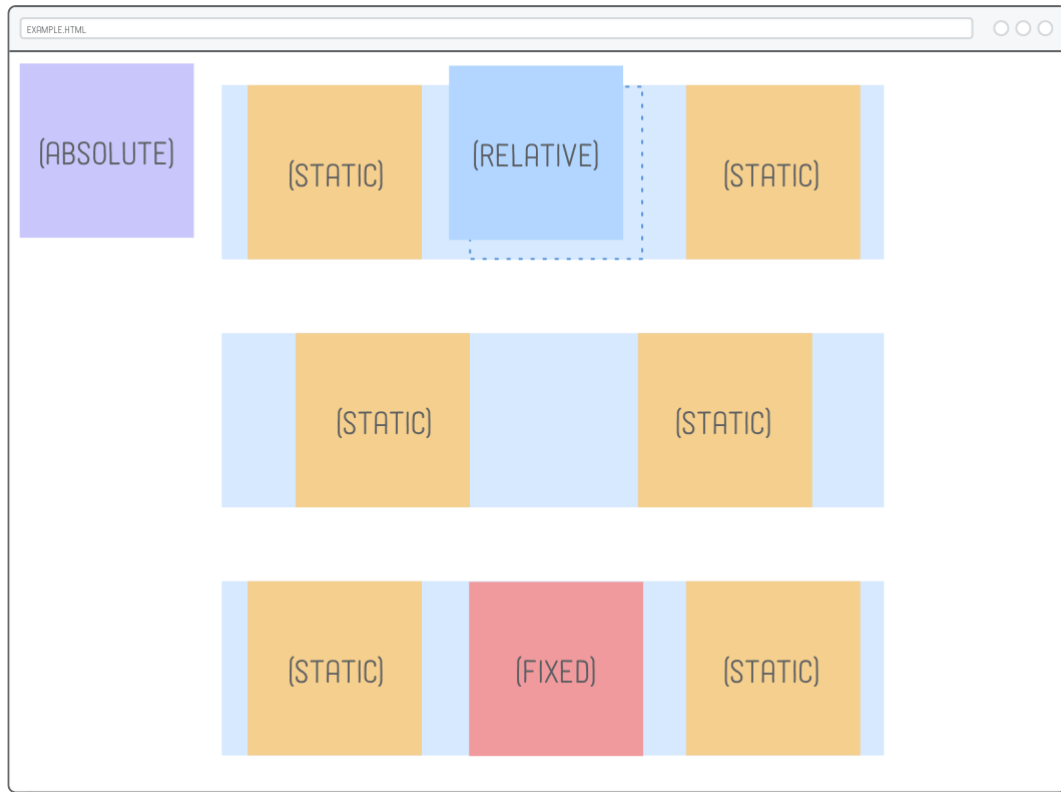 EXAMPLE.HTML
(ABSOLUTE)
(STATIC)
(RELATIVE)
(STATIC)
(STATIC)
(STATIC)
(STATIC)
(FIXED)
(STATIC)